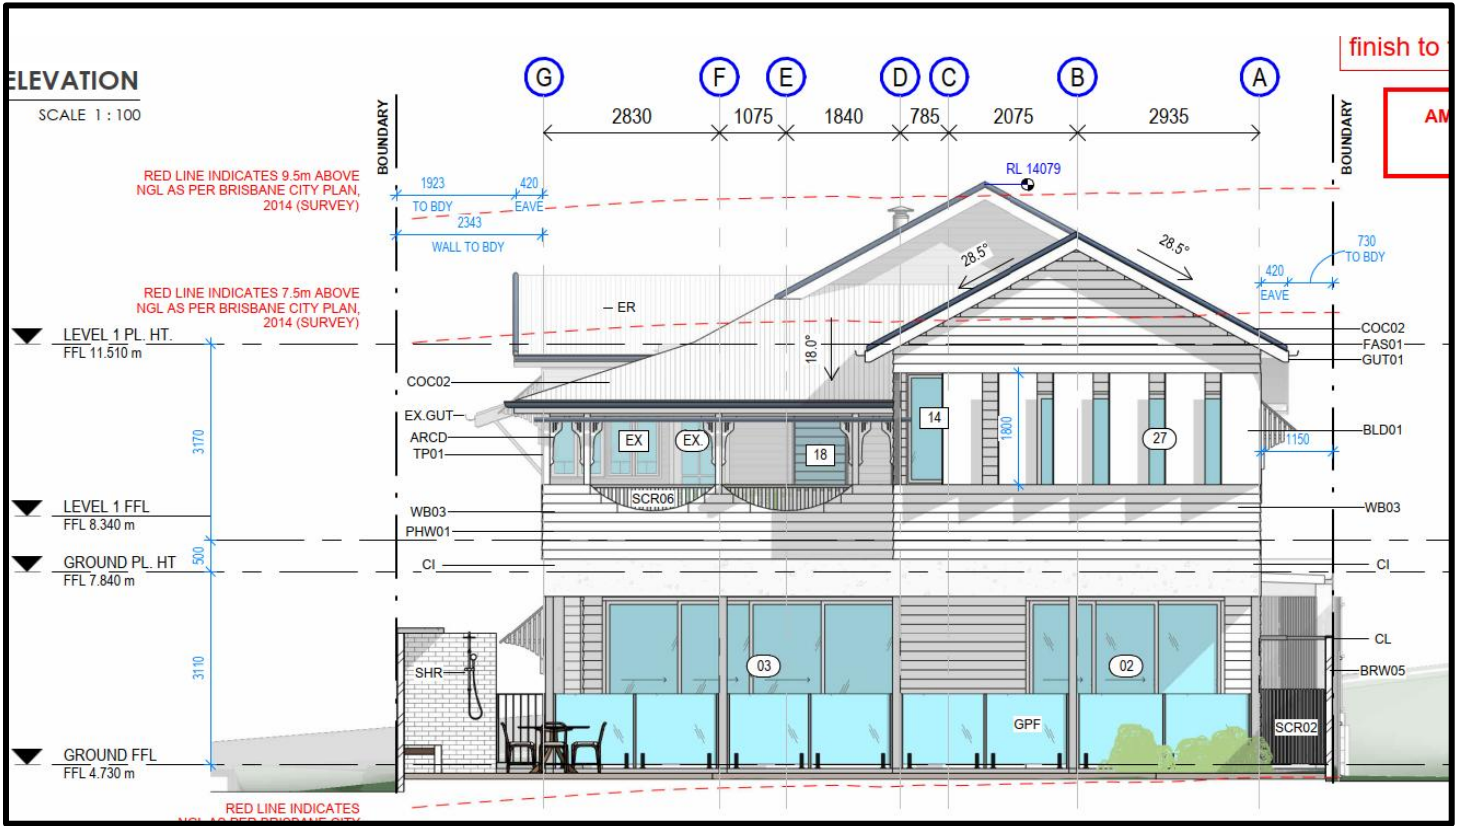 finish to
ELEVATION
SCALE 1 : 100
AM
G
F
E
D
C
B
A
2830
1075
1840
785
2075
2935
BOUNDARY
BOUNDARY
RED LINE INDICATES 9.5m ABOVE
NGL AS PER BRISBANE CITY PLAN,
2014 (SURVEY)
1923
TO BDY
420
EAVE
2343
WALL TO BDY
RL 14079
28.5°
28.5°
730
TO BDY
420
EAVE
RED LINE INDICATES 7.5m ABOVE
NGL AS PER BRISBANE CITY PLAN,
2014 (SURVEY)
ER
18.0°
LEVEL 1 PL. HT.
FFL 11.510 m
COC02
FAS01
GUT01
COC02
EX.GUT
ARCD
TP01
EX
EX.
18
14
1800
27
BLD01
1150
3170
SCR06
LEVEL 1 FFL
FFL 8.340 m
WB03
PHW01
WB03
500
GROUND PL. HT
FFL 7.840 m
CI
CI
3110
SHR
03
02
CL
BRW05
GPF
SCR02
GROUND FFL
FFL 4.730 m
RED LINE INDICATES
NGL AS PER BRISBANE CITY